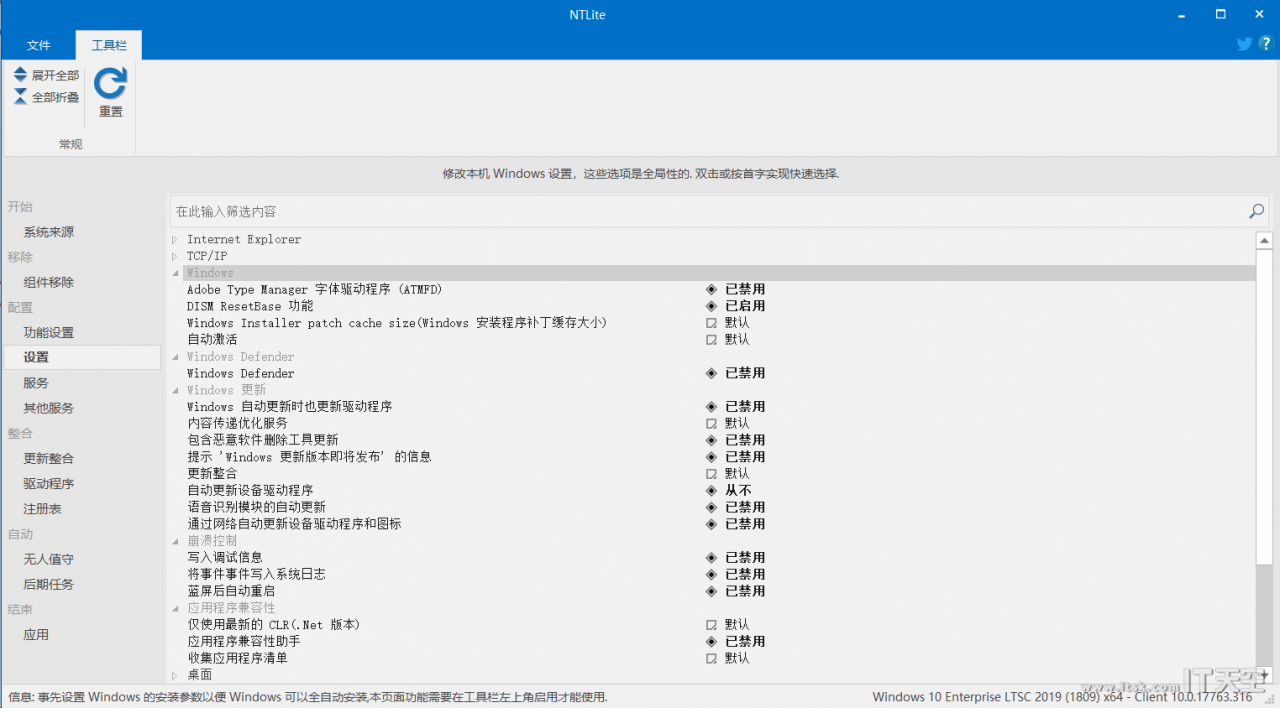 NTLite
文件 工具栏
展开全部
全部折叠
重置
常规
修改本机 Windows 设置，这些选项是全局性的. 双击或按首字实现快速选择.
开始
系统来源
移除
组件移除
配置
功能设置
设置
服务
其他服务
整合
更新整合
驱动程序
注册表
自动
无人值守
后期任务
结束
应用
在此输入筛选内容
Internet Explorer
TCP/IP
Windows
Adobe Type Manager 字体驱动程序 (ATMFD) 已禁用
DISM ResetBase 功能 已启用
Windows Installer patch cache size(Windows 安装程序补丁缓存大小) 默认
自动激活 默认
Windows Defender
Windows Defender 已禁用
Windows 更新
Windows 自动更新时也更新驱动程序 已禁用
内容传递优化服务 默认
包含恶意软件删除工具更新 已禁用
提示 'Windows 更新版本即将发布' 的信息 已禁用
更新整合 默认
自动更新设备驱动程序 从不
语音识别模块的自动更新 已禁用
通过网络自动更新设备驱动程序和图标 已禁用
崩溃控制
写入调试信息 已禁用
将事件事件写入系统日志 已禁用
蓝屏后自动重启 已禁用
应用程序兼容性
仅使用最新的 CLR(.Net 版本) 默认
应用程序兼容性助手 已禁用
收集应用程序清单 默认
桌面
信息: 事先设置 Windows 的安装参数以便 Windows 可以全自动安装,本页面功能需要在工具栏左上角启用才能使用.
Windows 10 Enterprise LTSC 2019 (1809) x64 - Client 10.0.17763.316
www.itsk.com IT天空